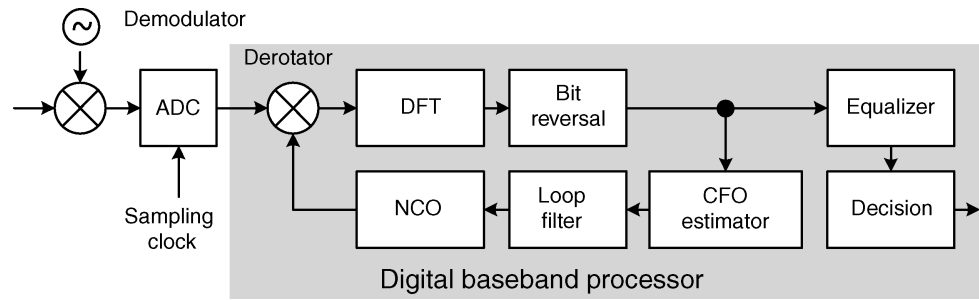 Demodulator
Derotator
ADC
DFT
Bit
reversal
Equalizer
Sampling
clock
NCO
Loop
filter
CFO
estimator
Decision
Digital baseband processor